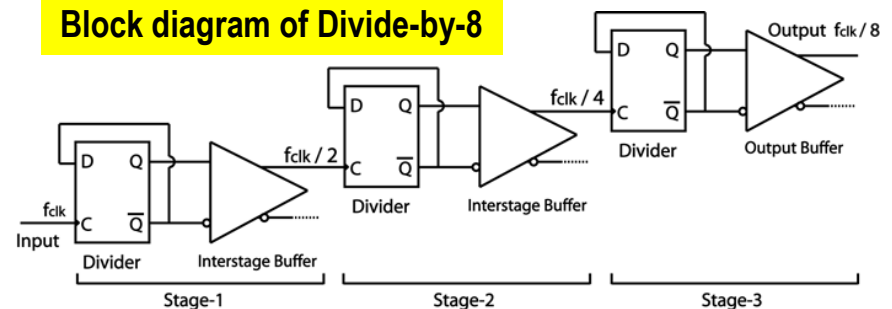 Block diagram of Divide-by-8
fclk
Input
D
Q
C
Q
Divider
Interstage Buffer
Stage-1
fclk / 2
D
Q
C
Q
Divider
Interstage Buffer
Stage-2
fclk / 4
D
Q
C
Q
Divider
Output Buffer
Output fclk / 8
Stage-3